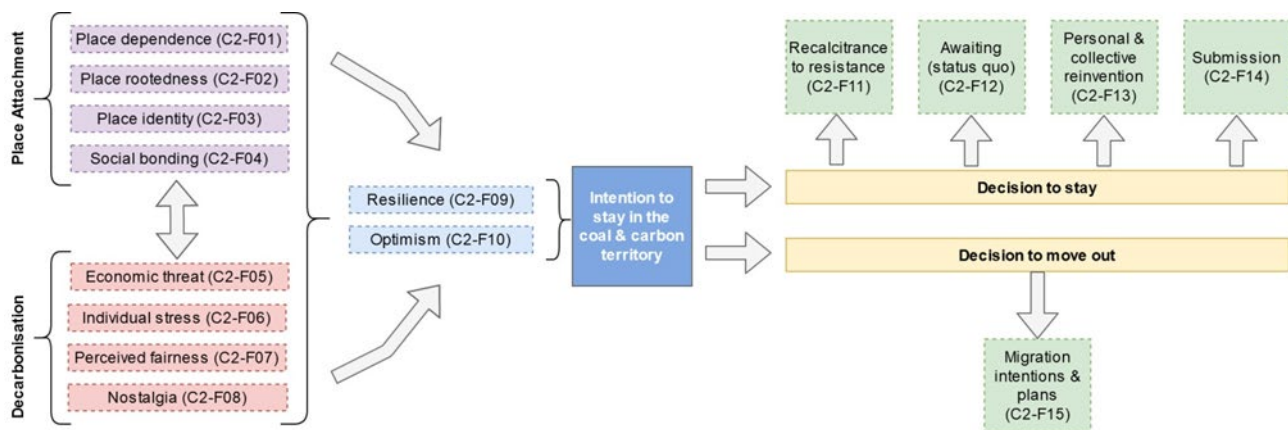 Place Attachment
Place dependence (C2-F01)
Place rootedness (C2-F02)
Place identity (C2-F03)
Social bonding (C2-F04)
Decarbonisation
Economic threat (C2-F05)
Individual stress (C2-F06)
Perceived fairness (C2-F07)
Nostalgia (C2-F08)
Resilience (C2-F09)
Optimism (C2-F10)
Intention to
stay in the
coal & carbon
territory
Recalcitrance
to resistance
(C2-F11)
Awaiting
(status quo)
(C2-F12)
Personal &
collective
reinvention
(C2-F13)
Submission
(C2-F14)
Decision to stay
Decision to move out
Migration
intentions &
plans
(C2-F15)